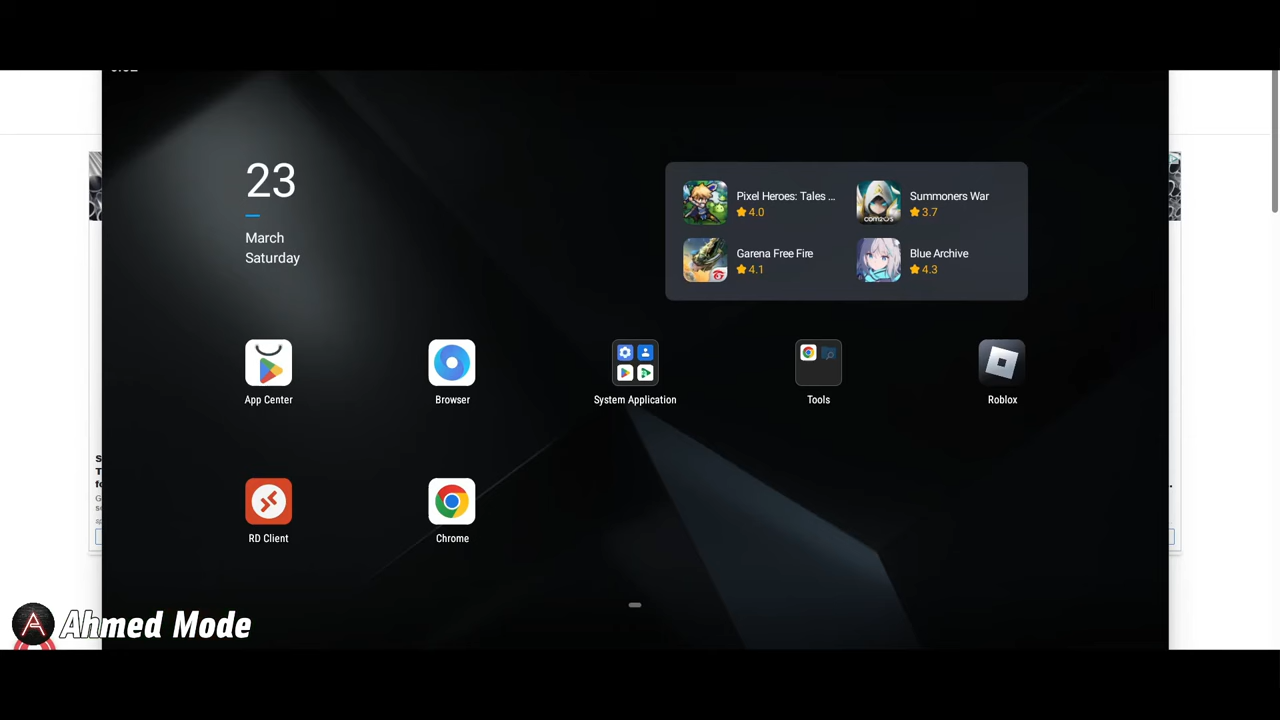 23
March
Saturday
Pixel Heroes: Tales ...
4.0
Summoners War
3.7
Garena Free Fire
4.1
Blue Archive
4.3
App Center
Browser
System Application
Tools
Roblox
RD Client
Chrome
Ahmed Mode